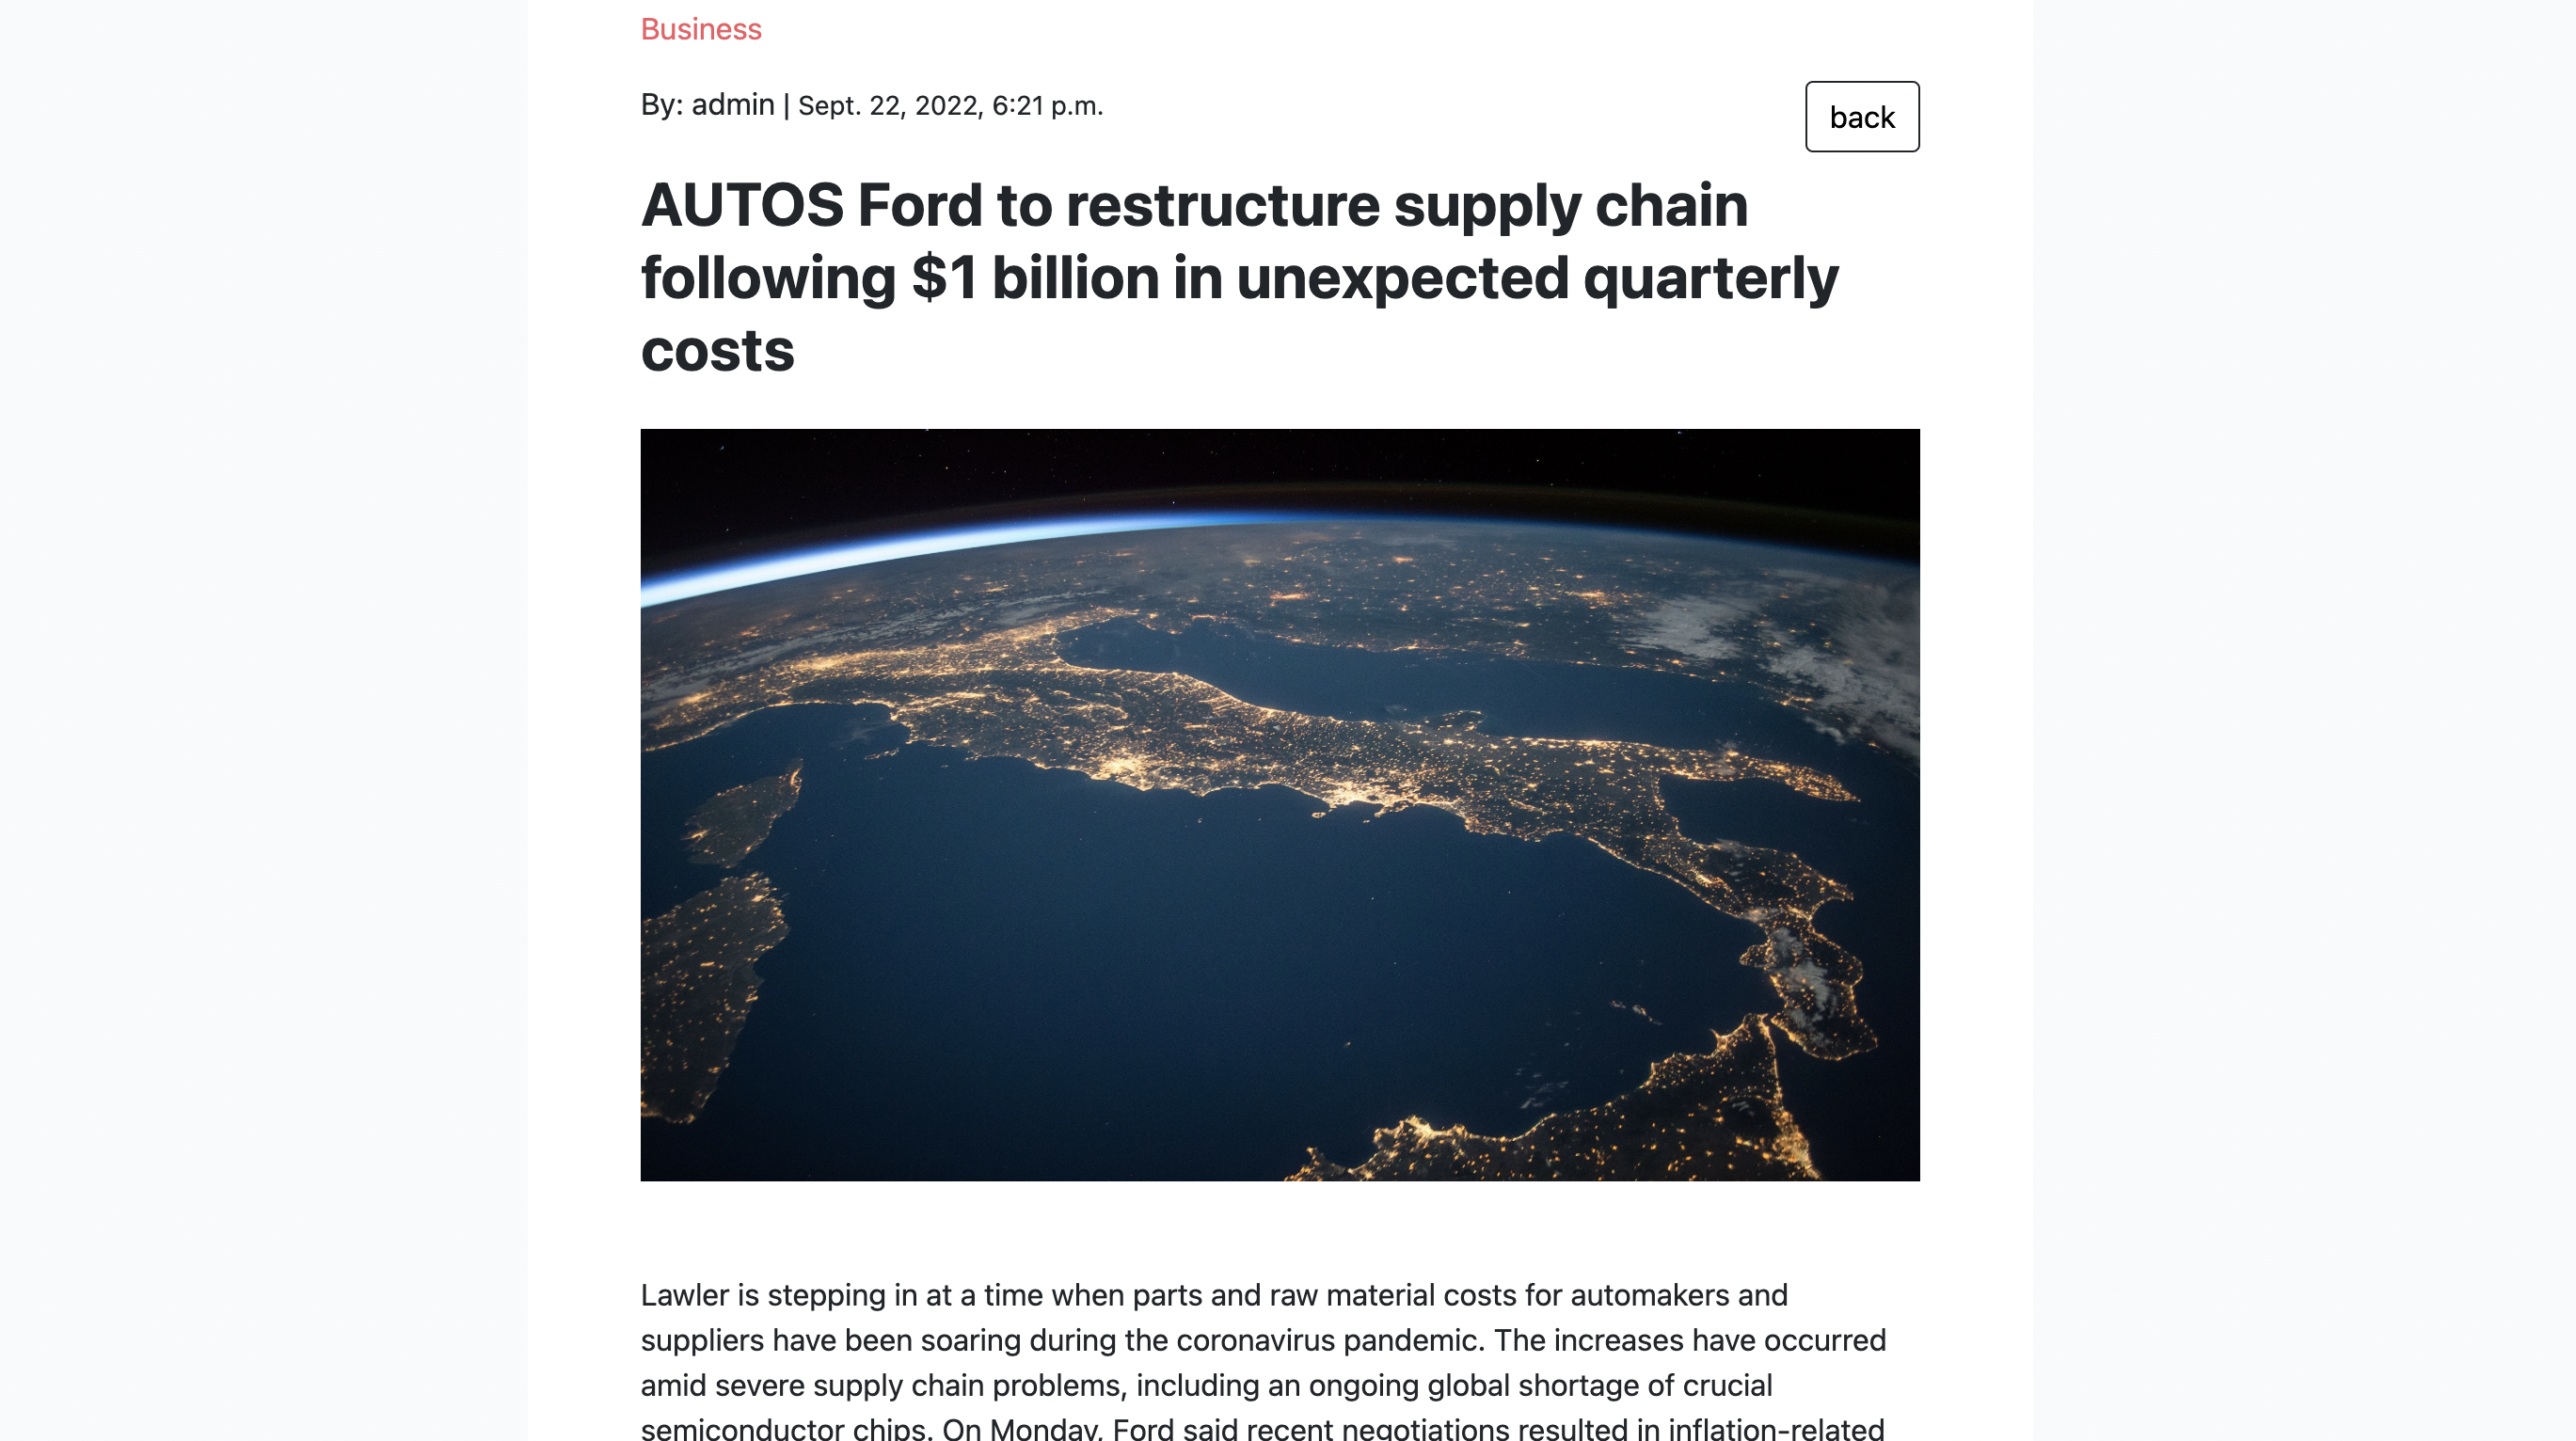 Business
By: admin | Sept. 22, 2022, 6:21 p.m.
back
AUTOS Ford to restructure supply chain
following $1 billion in unexpected quarterly
costs
Lawler is stepping in at a time when parts and raw material costs for automakers and
suppliers have been soaring during the coronavirus pandemic. The increases have occurred
amid severe supply chain problems, including an ongoing global shortage of crucial
semiconductor chips. On Monday, Ford said recent negotiations resulted in inflation-related